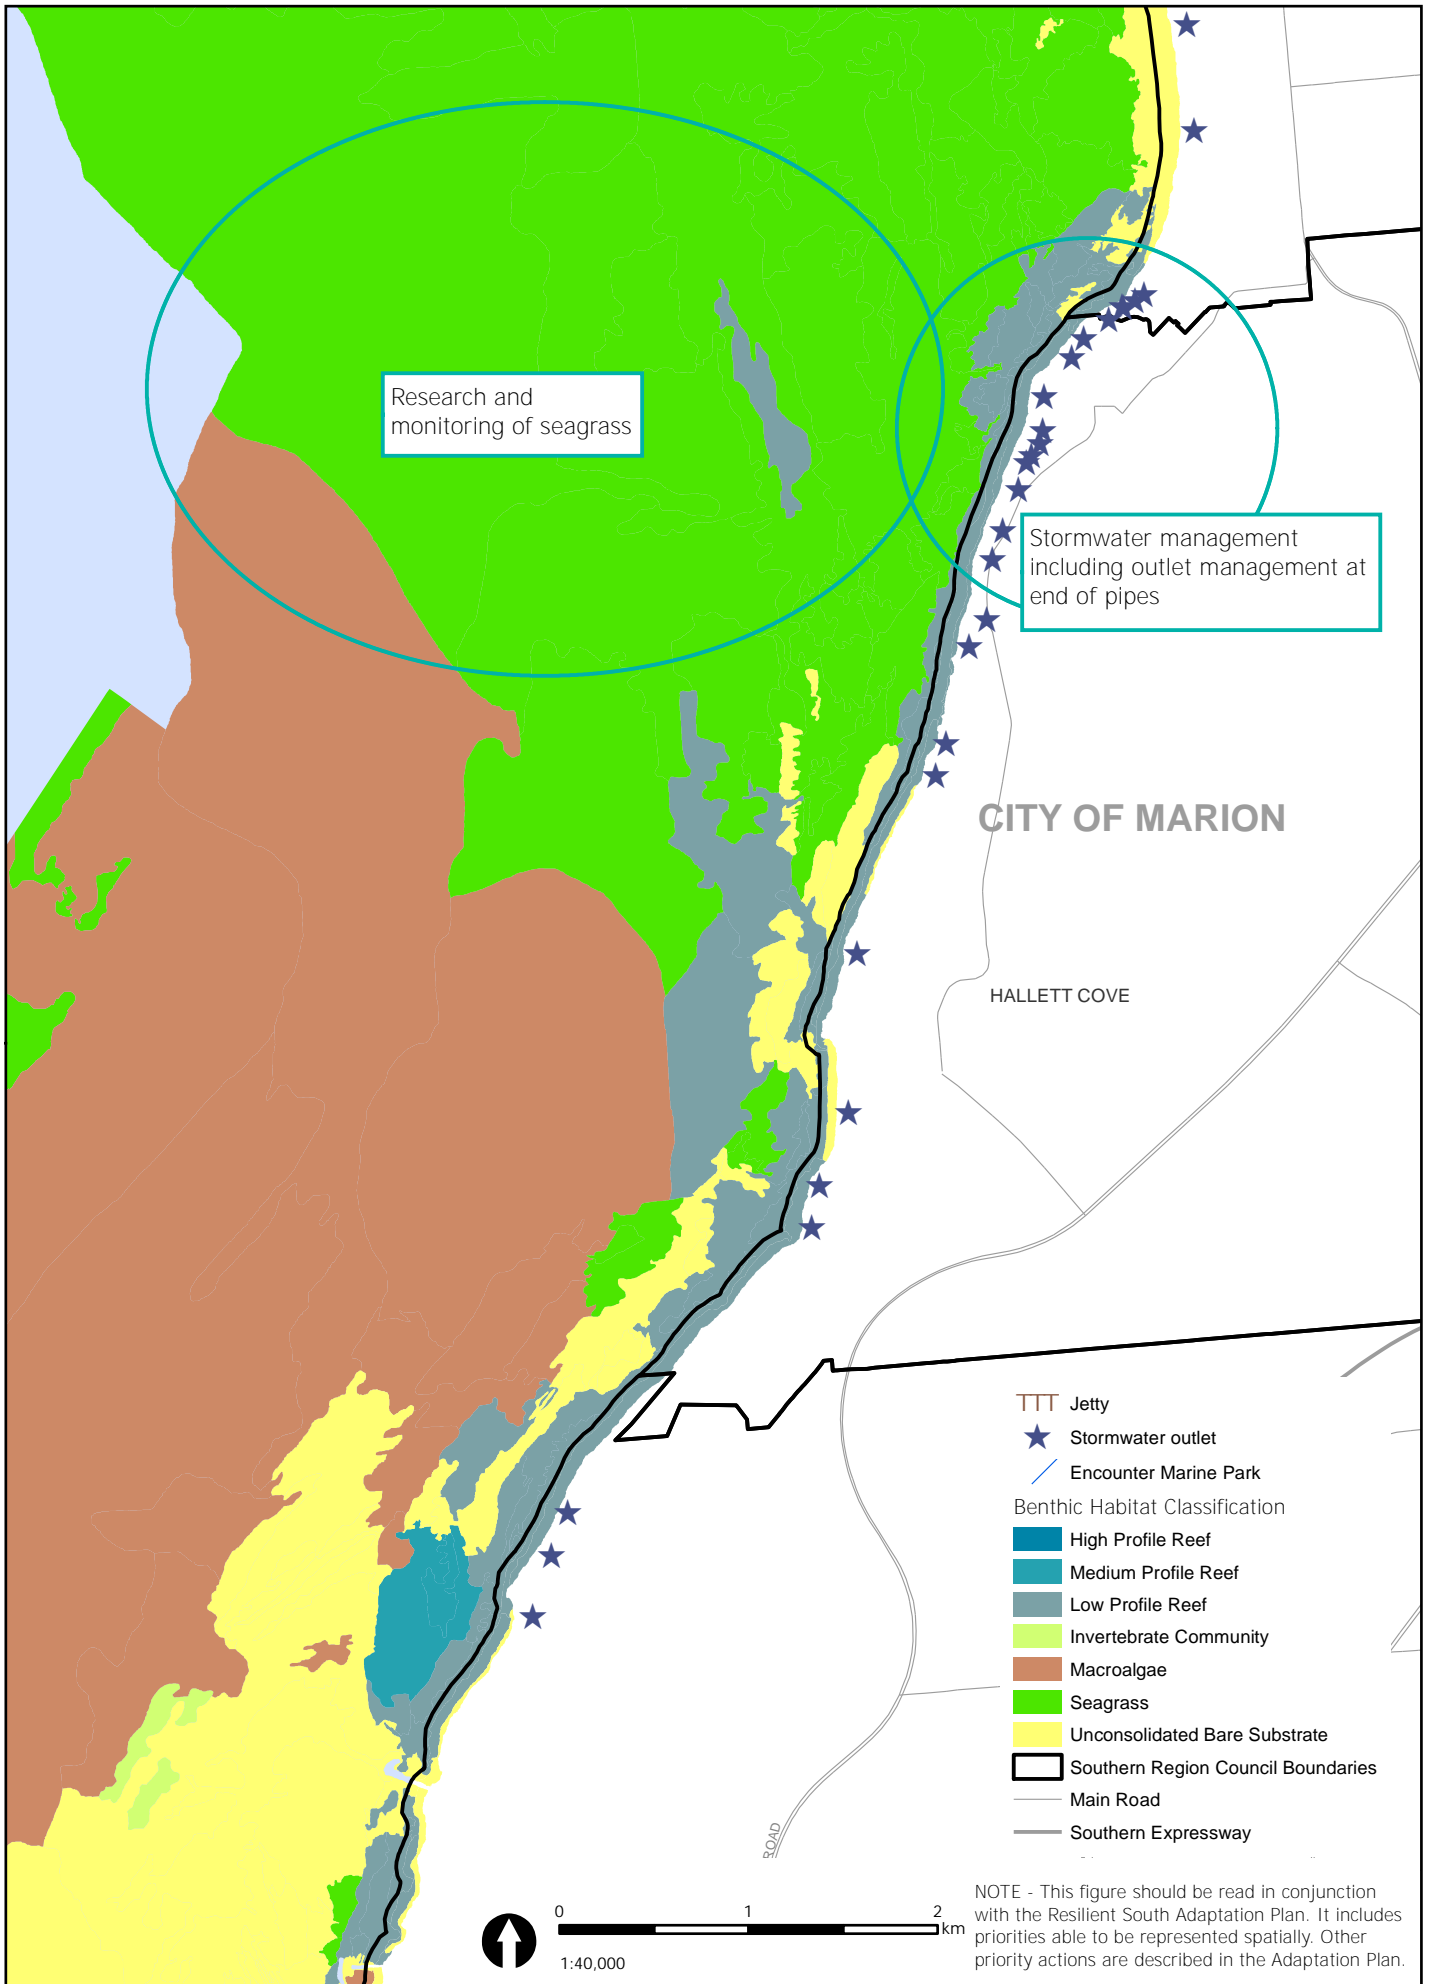 Research and
monitoring of seagrass
Stormwater management
including outlet management at
end of pipes
CITY OF MARION
HALLETT COVE
Jetty
Stormwater outlet
Encounter Marine Park
Benthic Habitat Classification
High Profile Reef
Medium Profile Reef
Low Profile Reef
Invertebrate Community
Macroalgae
Seagrass
Unconsolidated Bare Substrate
Southern Region Council Boundaries
Main Road
Southern Expressway
ROAD
0 1 2
km
1:40,000
NOTE - This figure should be read in conjunction
with the Resilient South Adaptation Plan. It includes
priorities able to be represented spatially. Other
priority actions are described in the Adaptation Plan.